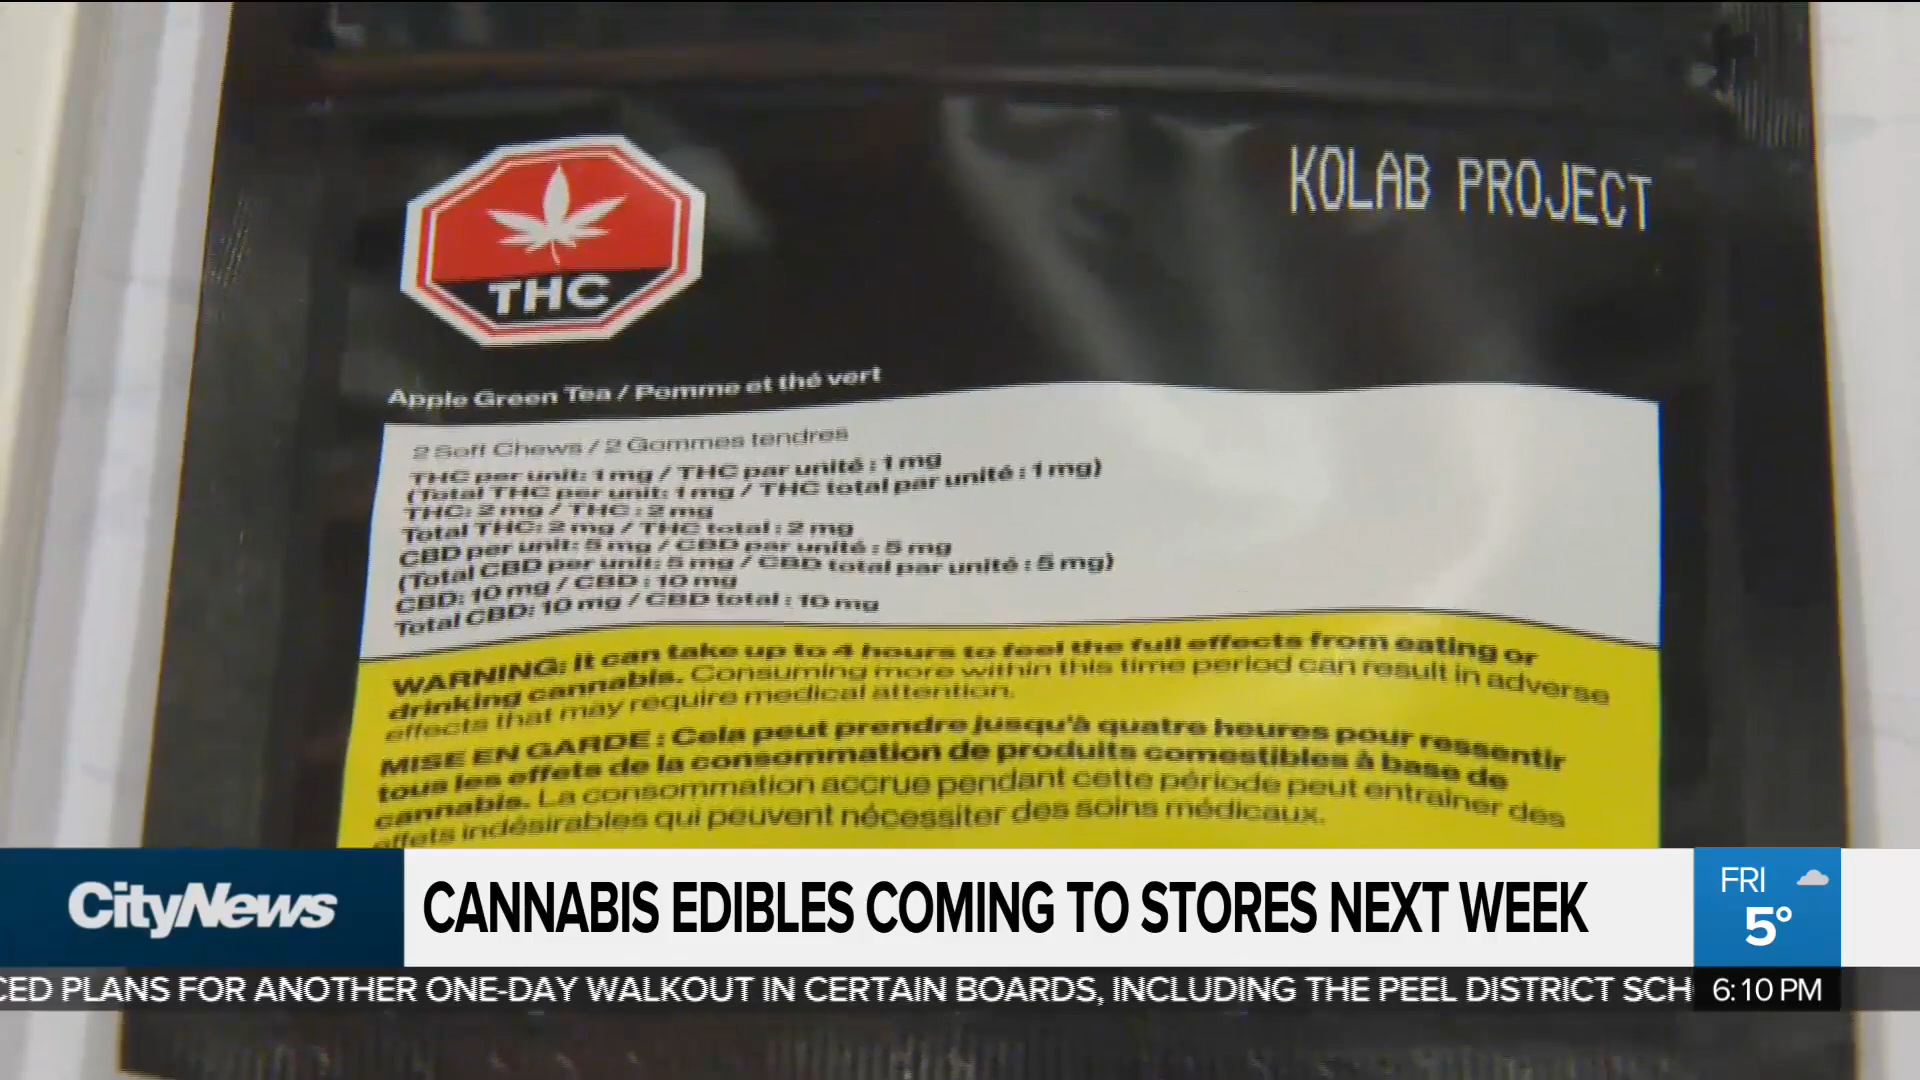 KOLAB PROJECT
THC
Apple Green Tea / Pomme et thé vert
2 Soft Chews / 2 Gommes tendres
THC per unit: 1 mg / THC par unité : 1 mg
(Total THC per unit: 1 mg / THC total par unité : 1 mg)
THC: 2 mg / THC : 2 mg
Total THC: 2 mg / THC total : 2 mg
CBD per unit: 5 mg / CBD par unité : 5 mg
(Total CBD per unit: 5 mg / CBD total par unité : 5 mg)
CBD: 10 mg / CBD : 10 mg
Total CBD: 10 mg / CBD total : 10 mg
WARNING: It can take up to 4 hours to feel the full effects from eating or
drinking cannabis. Consuming more within this time period can result in adverse
effects that may require medical attention.
MISE EN GARDE : Cela peut prendre jusqu'à quatre heures pour ressentir
tous les effets de la consommation de produits comestibles à base de
cannabis. La consommation accrue pendant cette période peut entraîner des
effets indésirables qui peuvent nécessiter des soins médicaux.
CityNews
CANNABIS EDIBLES COMING TO STORES NEXT WEEK
FRI
5°
CED PLANS FOR ANOTHER ONE-DAY WALKOUT IN CERTAIN BOARDS, INCLUDING THE PEEL DISTRICT SCH
6:10 PM